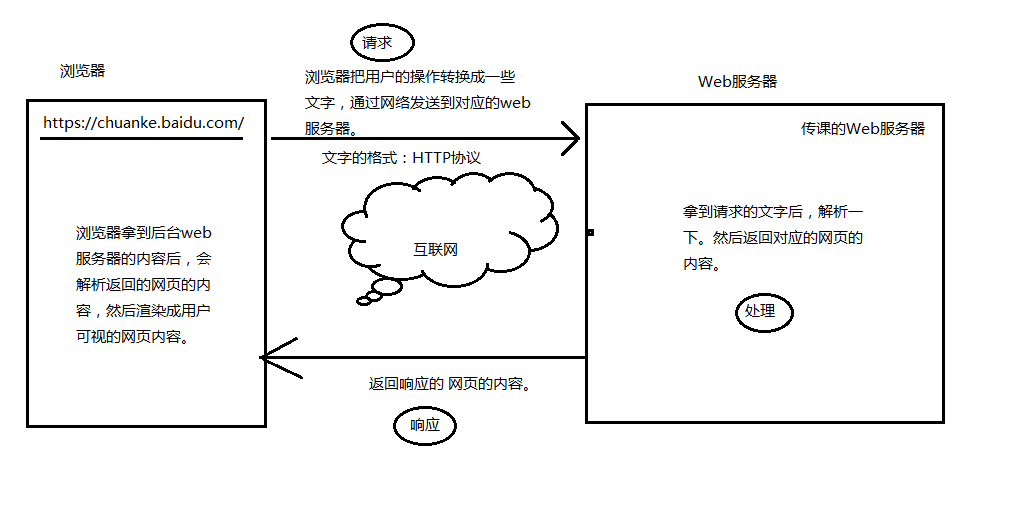 请求
浏览器
浏览器把用户的操作转换成一些
文字，通过网络发送到对应的web
服务器。
Web服务器
https://chuanke.baidu.com/
传课的Web服务器
文字的格式：HTTP协议
浏览器拿到后台web
服务器的内容后，会
解析返回的网页的内
容，然后渲染成用户
可视的网页内容。
互联网
拿到请求的文字后，解析一
下。然后返回对应的网页的
内容。
处理
返回响应的 网页的内容。
响应